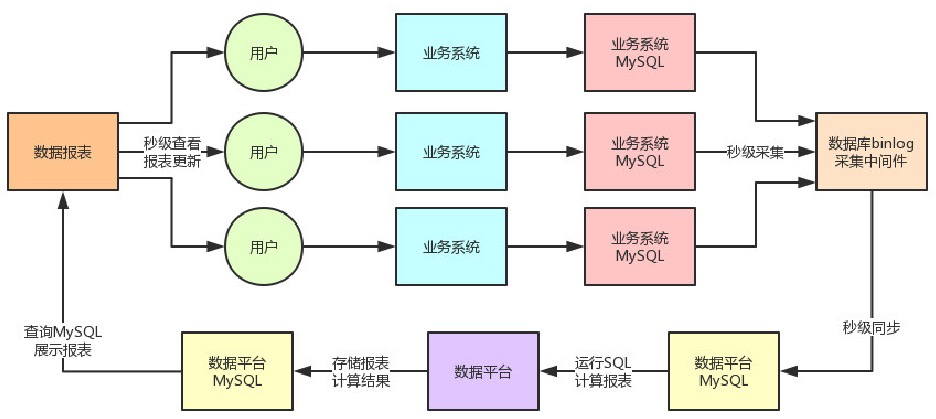 用户
业务系统
业务系统
MySQL
数据报表
秒级查看
报表更新
用户
业务系统
业务系统
MySQL
秒级采集
数据库binlog
采集中间件
用户
业务系统
业务系统
MySQL
秒级同步
查询MySQL
展示报表
数据平台
MySQL
存储报表
计算结果
数据平台
运行SQL
计算报表
数据平台
MySQL